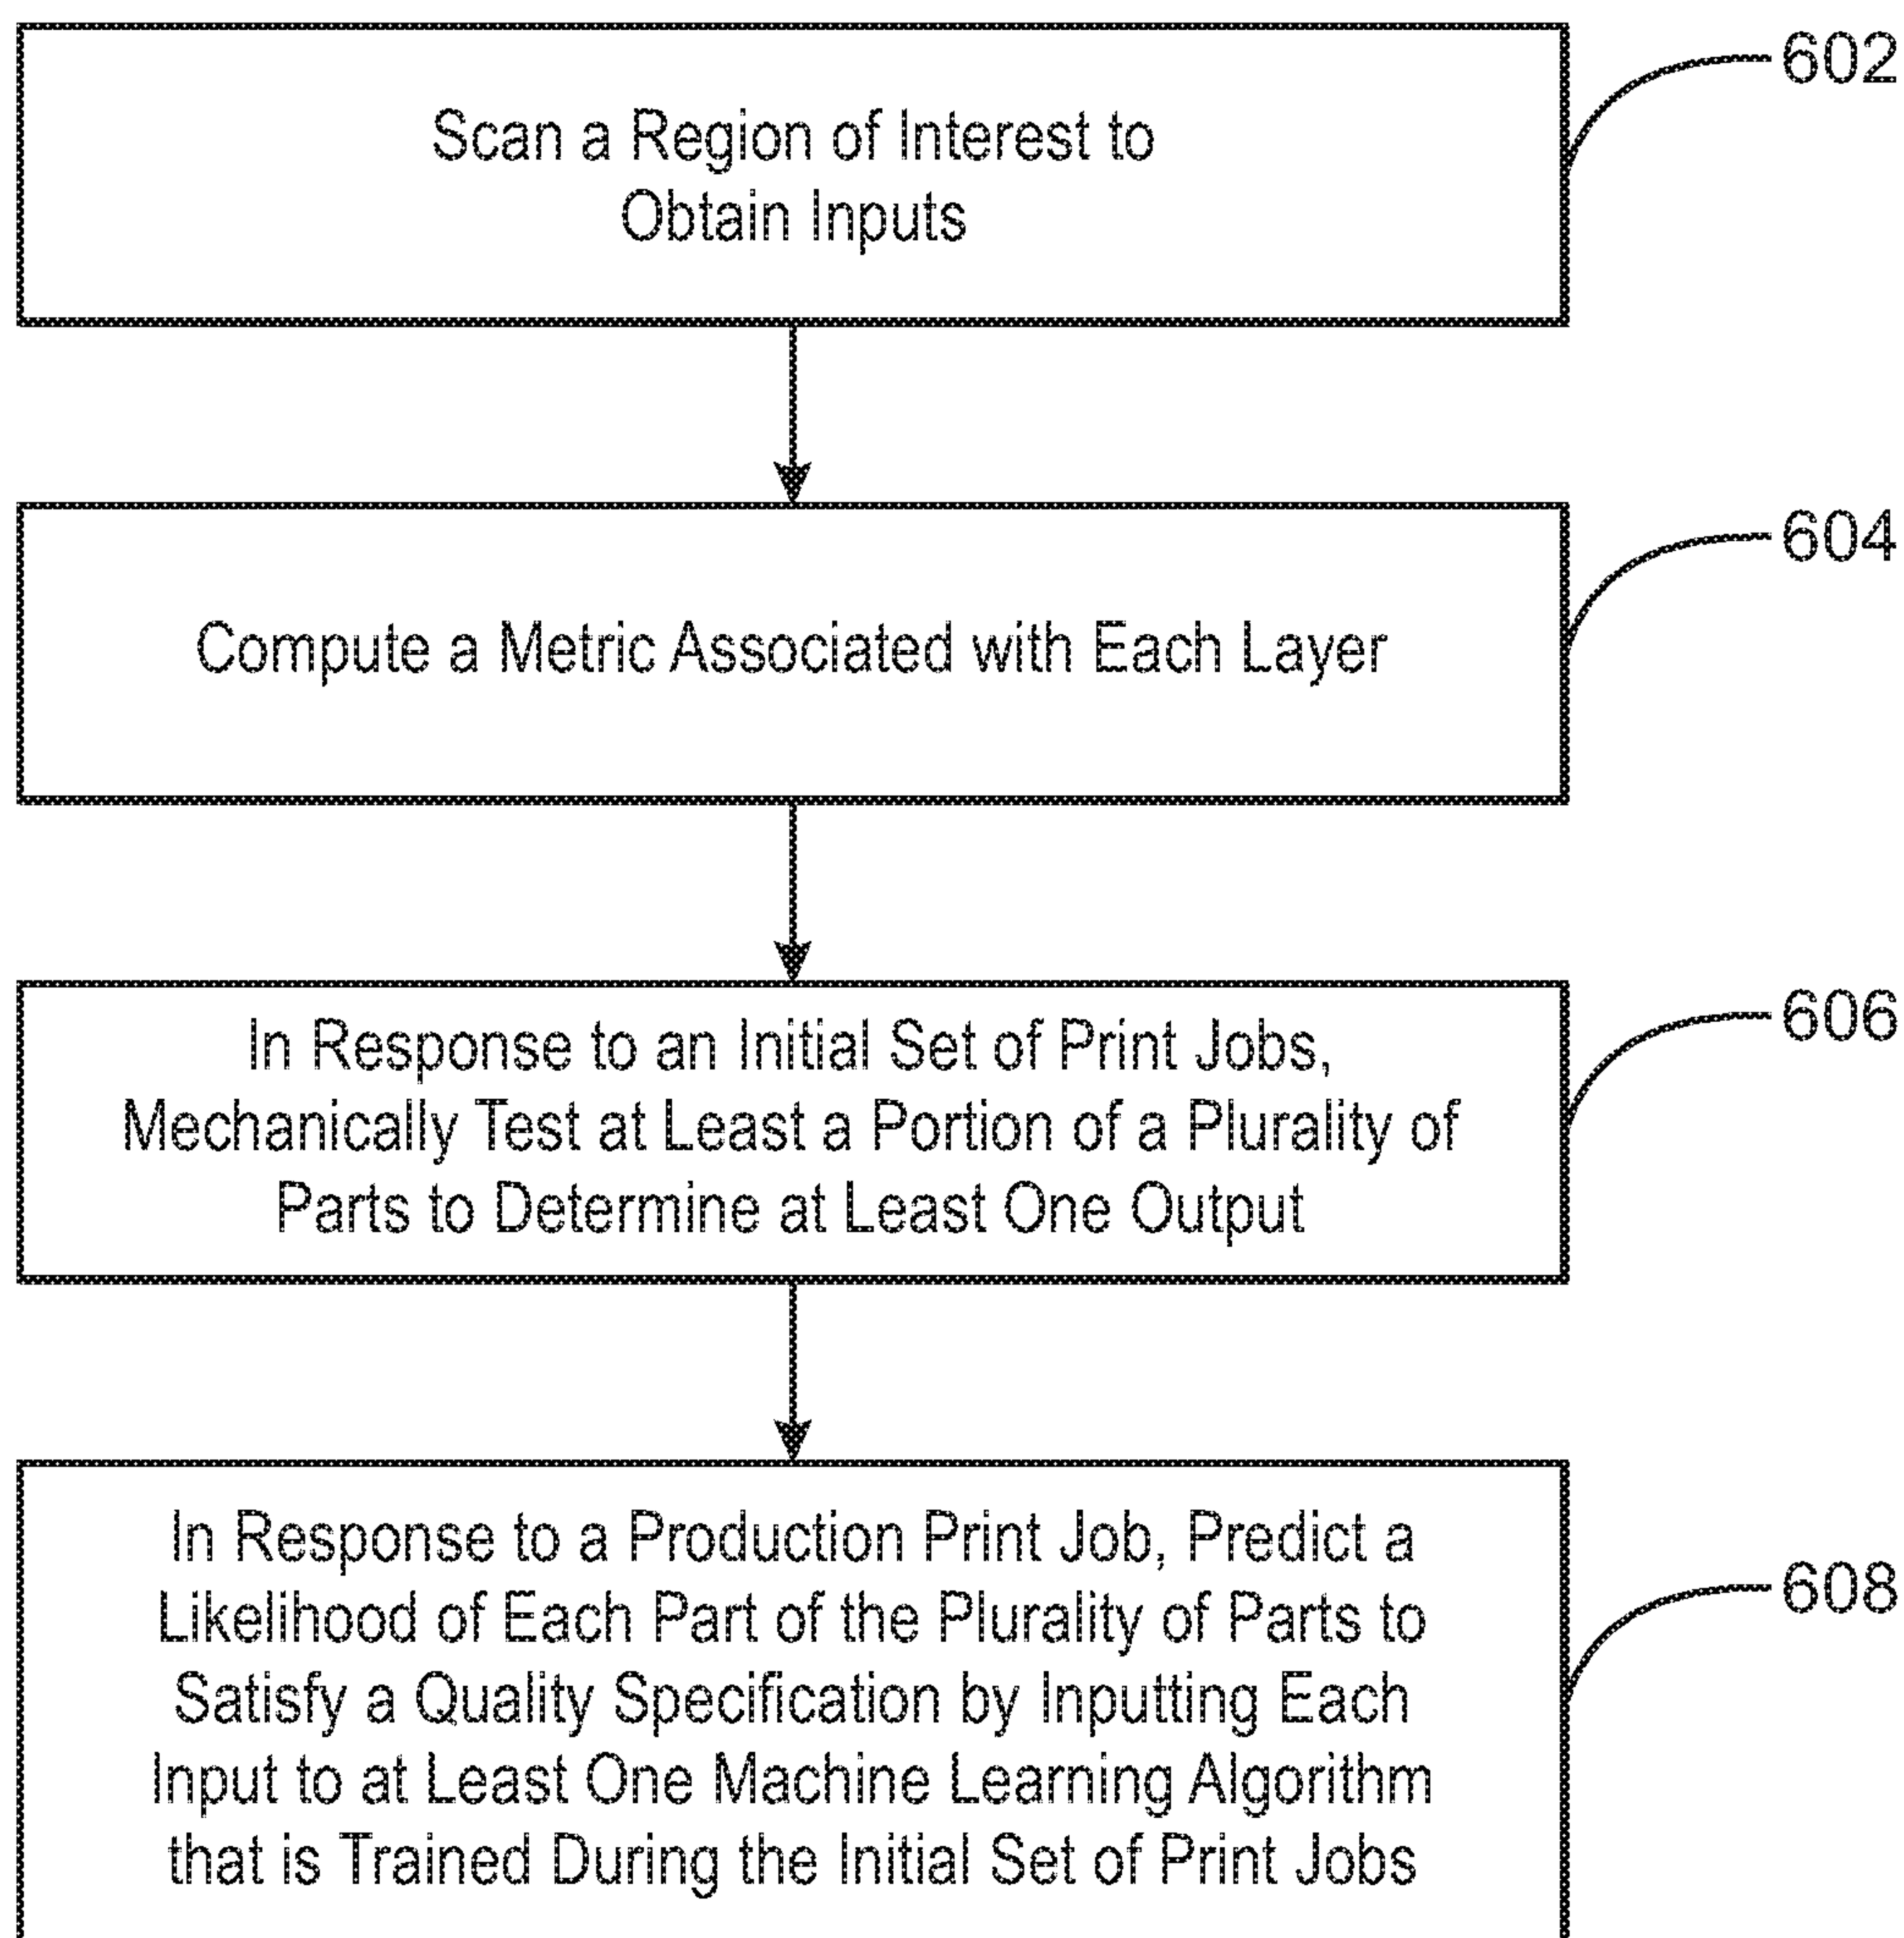 Scan a Region of Interest to
Obtain Inputs
602
Compute a Metric Associated with Each Layer
604
In Response to an Initial Set of Print Jobs,
Mechanically Test at Least a Portion of a Plurality of
Parts to Determine at Least One Output
606
In Response to a Production Print Job, Predict a
Likelihood of Each Part of the Plurality of Parts to
Satisfy a Quality Specification by Inputting Each
Input to at Least One Machine Learning Algorithm
that is Trained During the Initial Set of Print Jobs
608